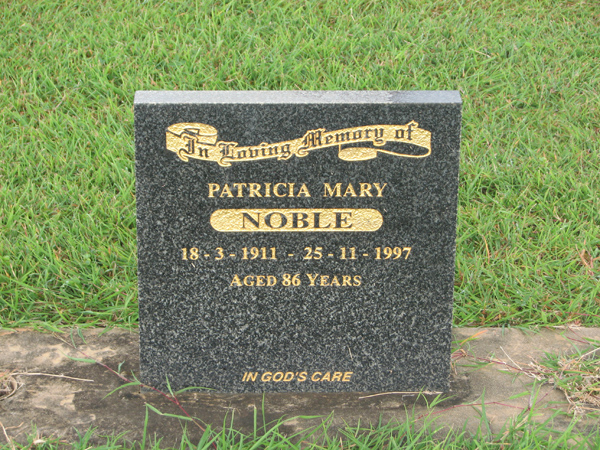 In Loving Memory of
PATRICIA MARY
NOBLE
18-3-1911 - 25-11-1997
AGED 86 YEARS
IN GOD'S CARE